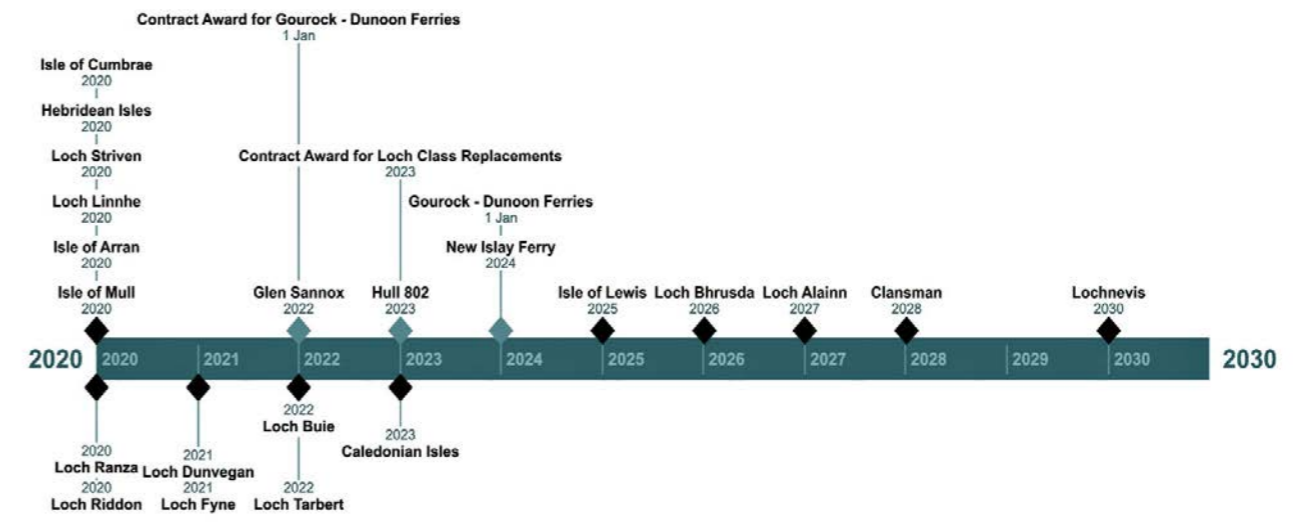 Contract Award for Gourock - Dunoon Ferries
1 Jan
Isle of Cumbrae
2020
Hebridean Isles
2020
Loch Striven
2020
Contract Award for Loch Class Replacements
2023
Loch Linnhe
2020
Gourock - Dunoon Ferries
1 Jan
Isle of Arran
2020
New Islay Ferry
2024
Isle of Mull
2020
Glen Sannox
2022
Hull 802
2023
Isle of Lewis
2025
Loch Bhrusda
2026
Loch Alainn
2027
Clansman
2028
Lochnevis
2030
2020 2020 2021 2022 2023 2024 2025 2026 2027 2028 2029 2030 2030
2022
Loch Buie
2023
Caledonian Isles
2020
Loch Ranza
2021
Loch Dunvegan
2020
Loch Riddon
2021
Loch Fyne
2022
Loch Tarbert